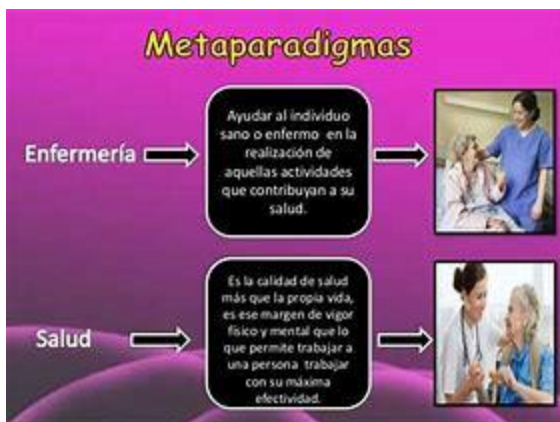 Metaparadigmas
Enfermería
Ayudar al individuo
sano o enfermo en la
realización de
aquellas actividades
que contribuyan a su
salud.
Salud
Es la calidad de salud
más que la propia vida,
es ese margen de vigor
físico y mental que lo
que permite trabajar a
una persona trabajar
con su máxima
efectividad.